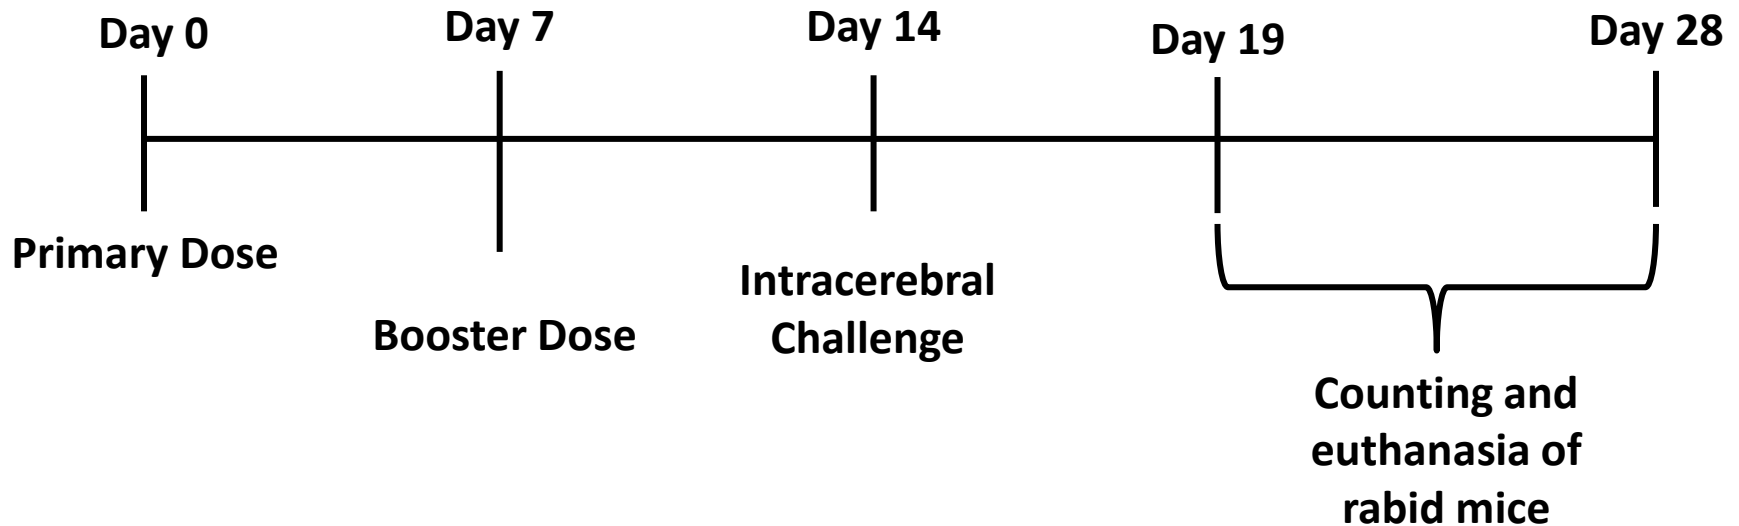 Day 0
Day 7
Day 14
Day 19
Day 28
Primary Dose
Booster Dose
Intracerebral
Challenge
Counting and
euthanasia of
rabid mice